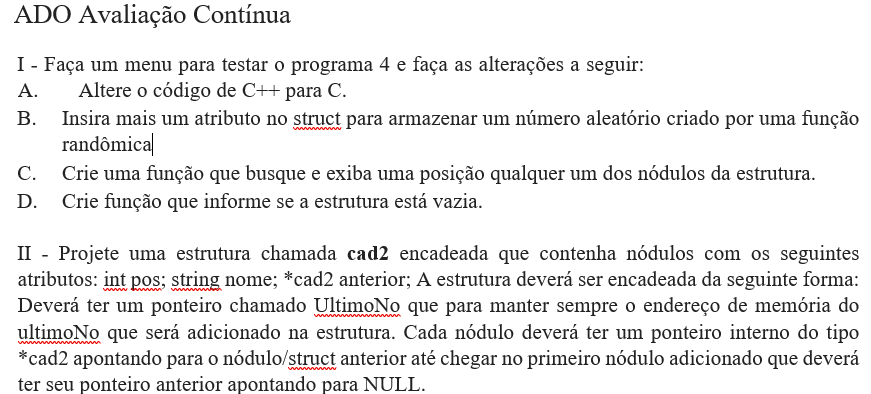 ADO Avaliação Contínua
I - Faça um menu para testar o programa 4 e faça as alterações a seguir:
A. Altere o código de C++ para C.
B. Insira mais um atributo no struct para armazenar um número aleatório criado por uma função
randômica
C. Crie uma função que busque e exiba uma posição qualquer um dos nódulos da estrutura.
D. Crie função que informe se a estrutura está vazia.
II - Projete uma estrutura chamada cad2 encadeada que contenha nódulos com os seguintes
atributos: int pos; string nome; *cad2 anterior; A estrutura deverá ser encadeada da seguinte forma:
Deverá ter um ponteiro chamado UltimoNo que para manter sempre o endereço de memória do
ultimoNo que será adicionado na estrutura. Cada nódulo deverá ter um ponteiro interno do tipo
*cad2 apontando para o nódulo/struct anterior até chegar no primeiro nódulo adicionado que deverá
ter seu ponteiro anterior apontando para NULL.